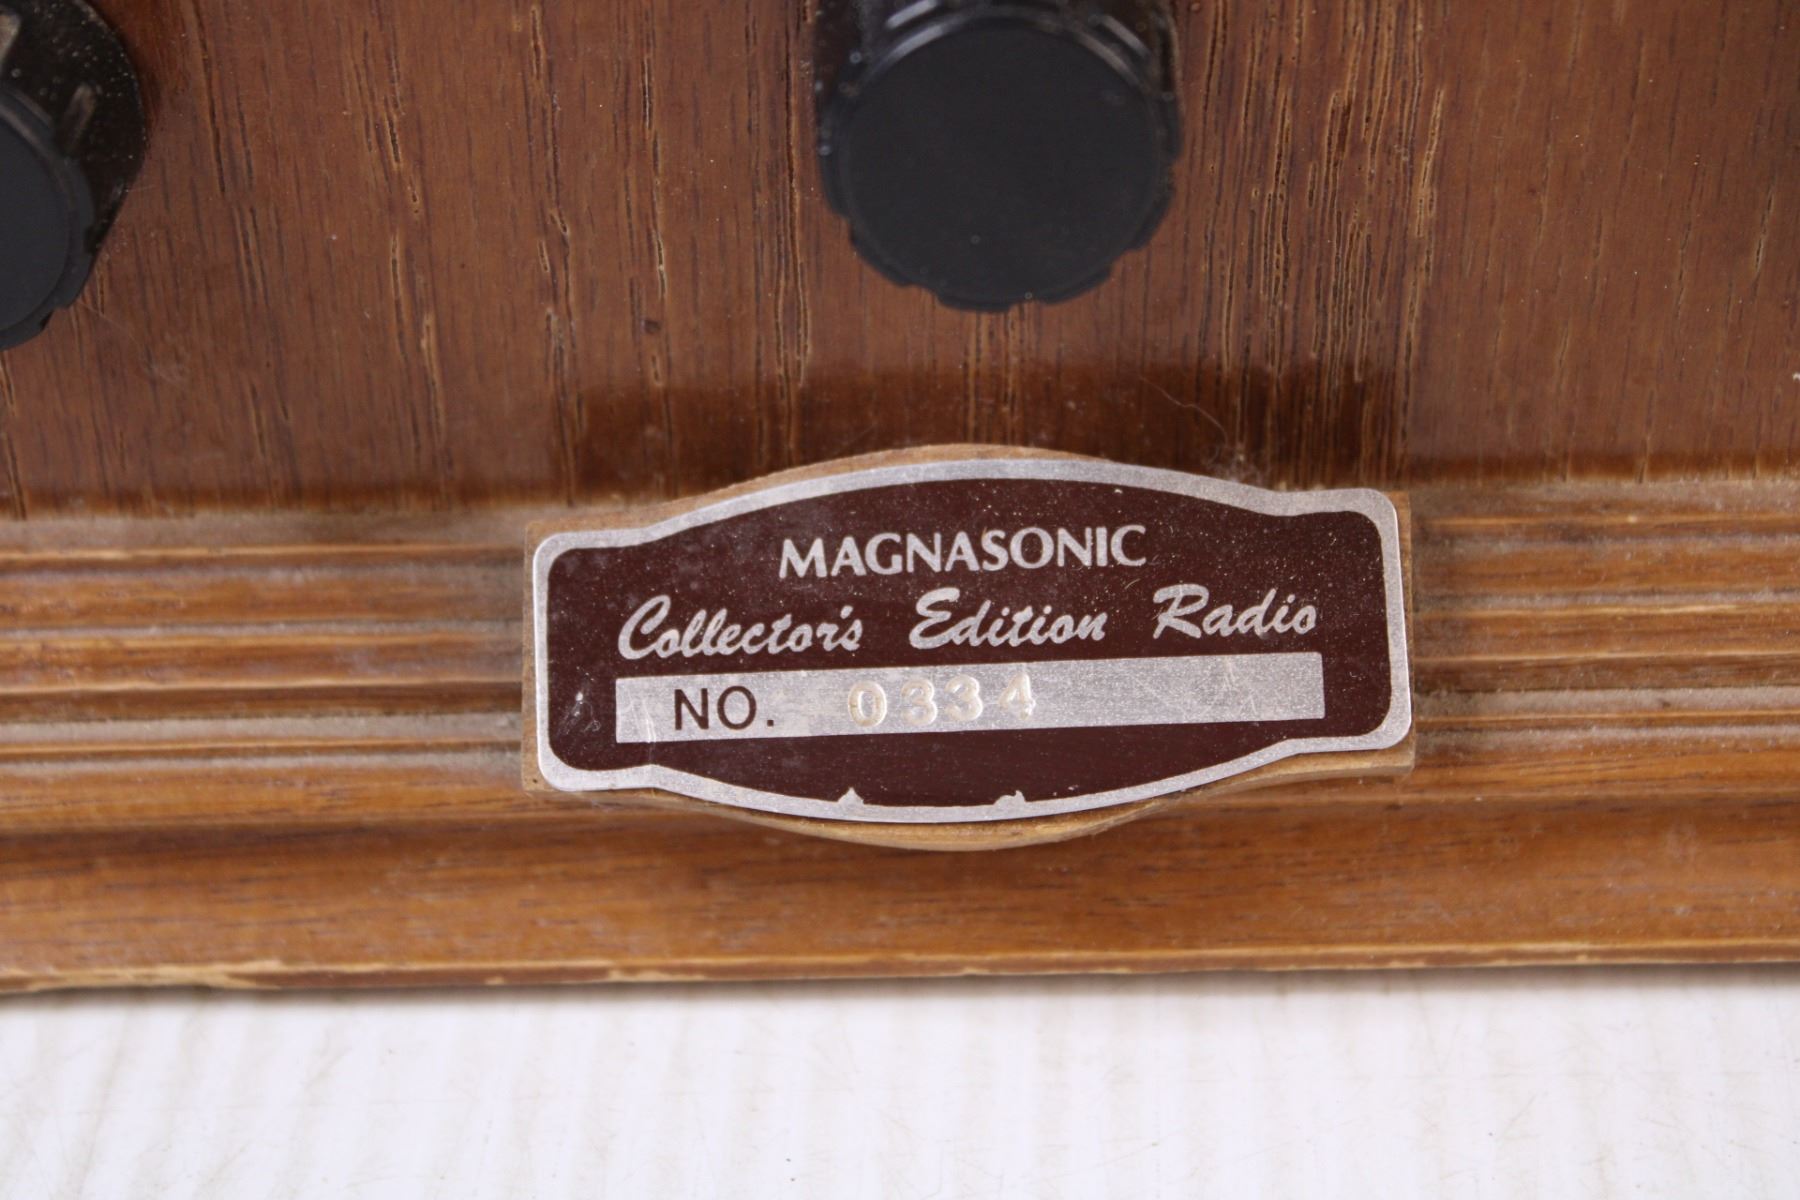 MAGNASONIC
Collector's Edition Radio
NO. 0334